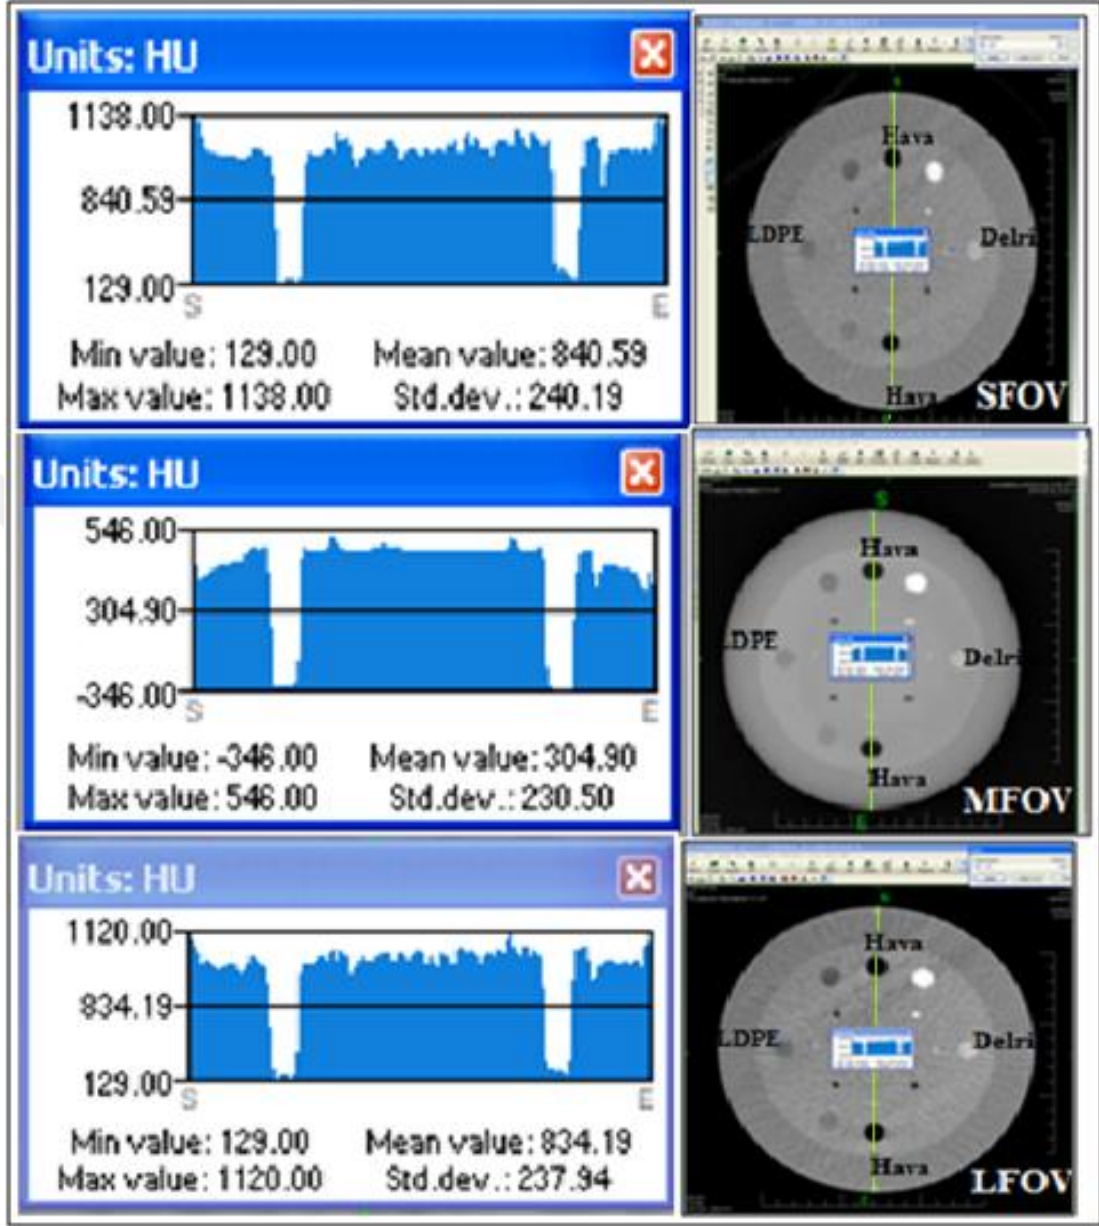 Units: HU
1138.00
840.59
129.00
S
E
Min value: 129.00 Mean value: 840.59
Max value: 1138.00 Std.dev.: 240.19
Hava
LDPE
Delri
Hava
SFOV
Units: HU
546.00
304.90
-346.00
S
E
Min value: -346.00 Mean value: 304.90
Max value: 546.00 Std.dev.: 230.50
S
Hava
LDPE
Delri
Hava
E
MFOV
Units: HU
1120.00
834.19
129.00
S
E
Min value: 129.00 Mean value: 834.19
Max value: 1120.00 Std.dev.: 237.94
Hava
LDPE
Delri
Hava
LFOV